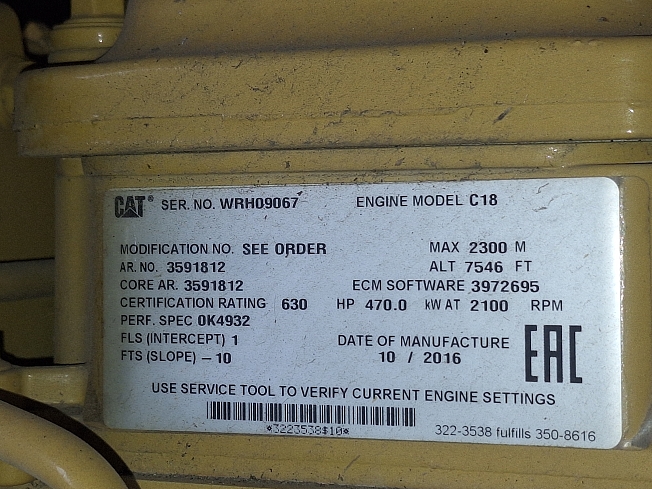 CAT® SER. NO. WRH09067 ENGINE MODEL C18
MODIFICATION NO. SEE ORDER MAX 2300 M
AR. NO. 3591812 ALT 7546 FT
CORE AR. 3591812 ECM SOFTWARE 3972695
CERTIFICATION RATING 630 HP 470.0 kW AT 2100 RPM
PERF. SPEC 0K4932
FLS (INTERCEPT) 1 DATE OF MANUFACTURE
FTS (SLOPE) – 10 10 / 2016
EAC
USE SERVICE TOOL TO VERIFY CURRENT ENGINE SETTINGS
*3223538$10*
322-3538 fulfills 350-8616